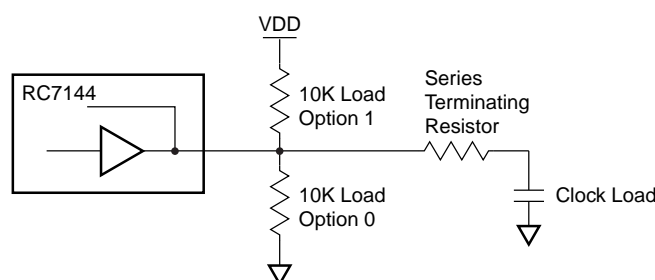 VDD
RC7144
10K Load
Option 1
Series
Terminating
Resistor
10K Load
Option 0
Clock Load